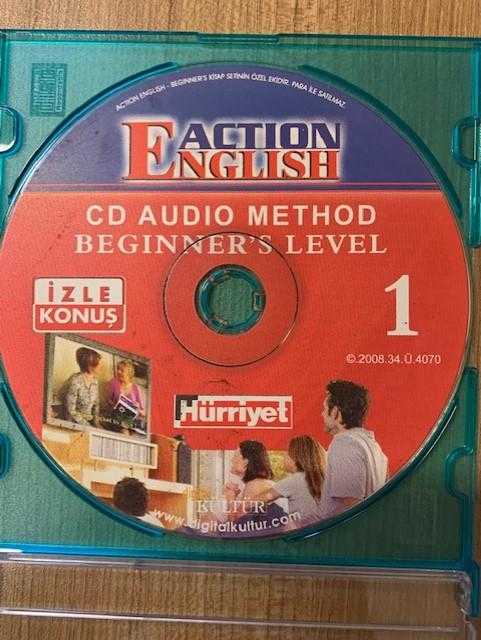 ACTION ENGLISH - BEGINNER'S KİTAP SETİNİN ÖZEL EKİDİR. PARA İLE SATILMAZ.
ACTION
ENGLISH
CD AUDIO METHOD
BEGINNER'S LEVEL
İZLE
KONUŞ
1
©.2008.34.Ü.4070
Hürriyet
KÜLTÜR
www.digitalkultur.com